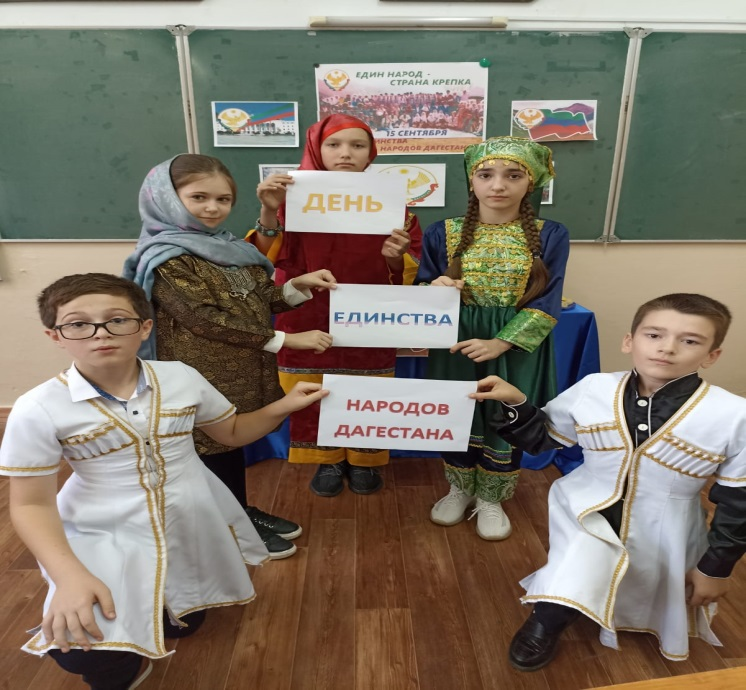 ЕДИН НАРОД -
СТРАНА КРЕПКА
15 СЕНТЯБРЯ
НАРОДОВ ДАГЕСТАНА
ДЕНЬ
ЕДИНСТВА
НАРОДОВ
ДАГЕСТАНА